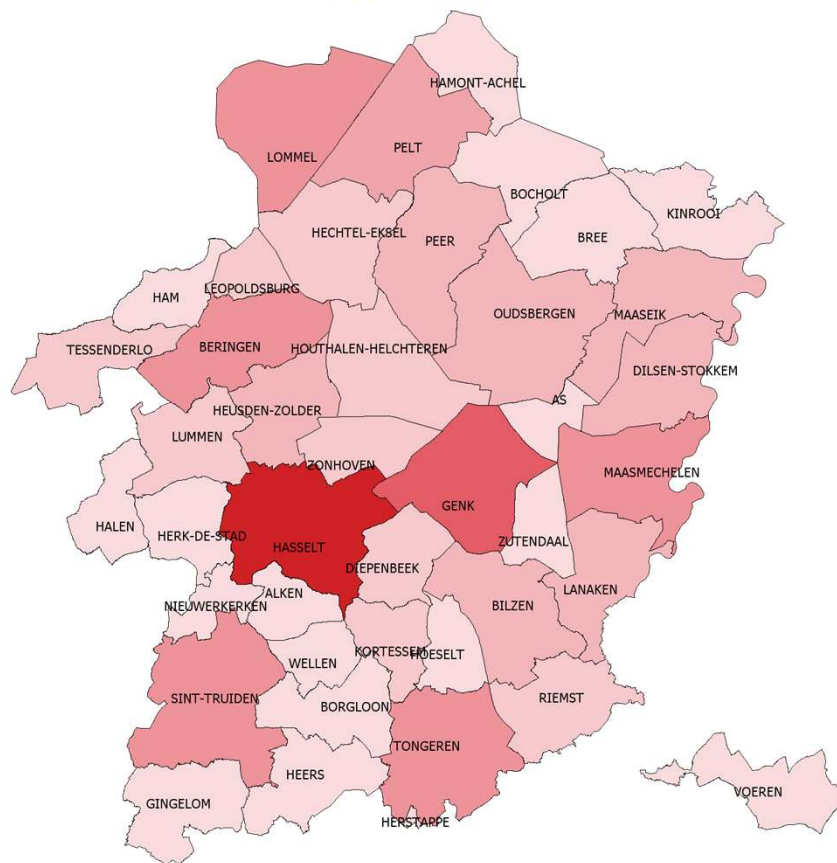 HAMONT-ACHEL
LOMMEL
PELT
BOCHOLT
KINROOI
HECHTEL-EKSEL
PEER
BREE
LEOPOLDSBURG
HAM
OUDSBERGEN
MAASEIK
TESSENDERLO
BERINGEN
HOUTHALEN-HELCHTEREN
DILSEN-STOKKEM
AS
HEUSDEN-ZOLDER
LUMMEN
ZONHOVEN
MAASMECHELEN
GENK
HALEN
HERK-DE-STAD
HASSELT
ZUTENDAAL
DIEPENBEEK
LANAKEN
ALKEN
NIEUWERKERKEN
BILZEN
KORTESSEM
HOESELT
WELLEN
SINT-TRUIDEN
RIEMST
BORGLOON
TONGEREN
HEERS
VOEREN
GINGELOM
HERSTAPPE